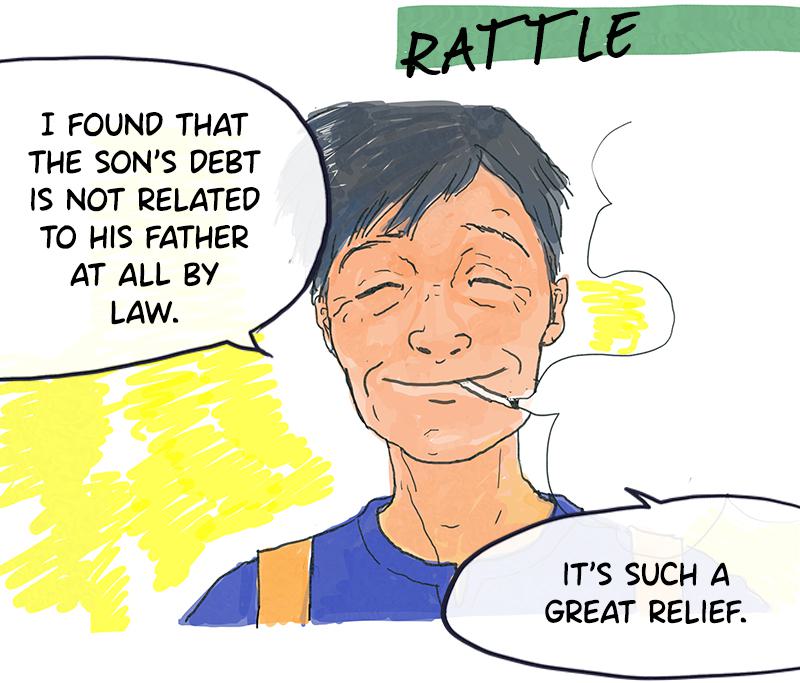 RATTLE
I FOUND THAT
THE SON'S DEBT
IS NOT RELATED
TO HIS FATHER
AT ALL BY
LAW.
IT'S SUCH A
GREAT RELIEF.